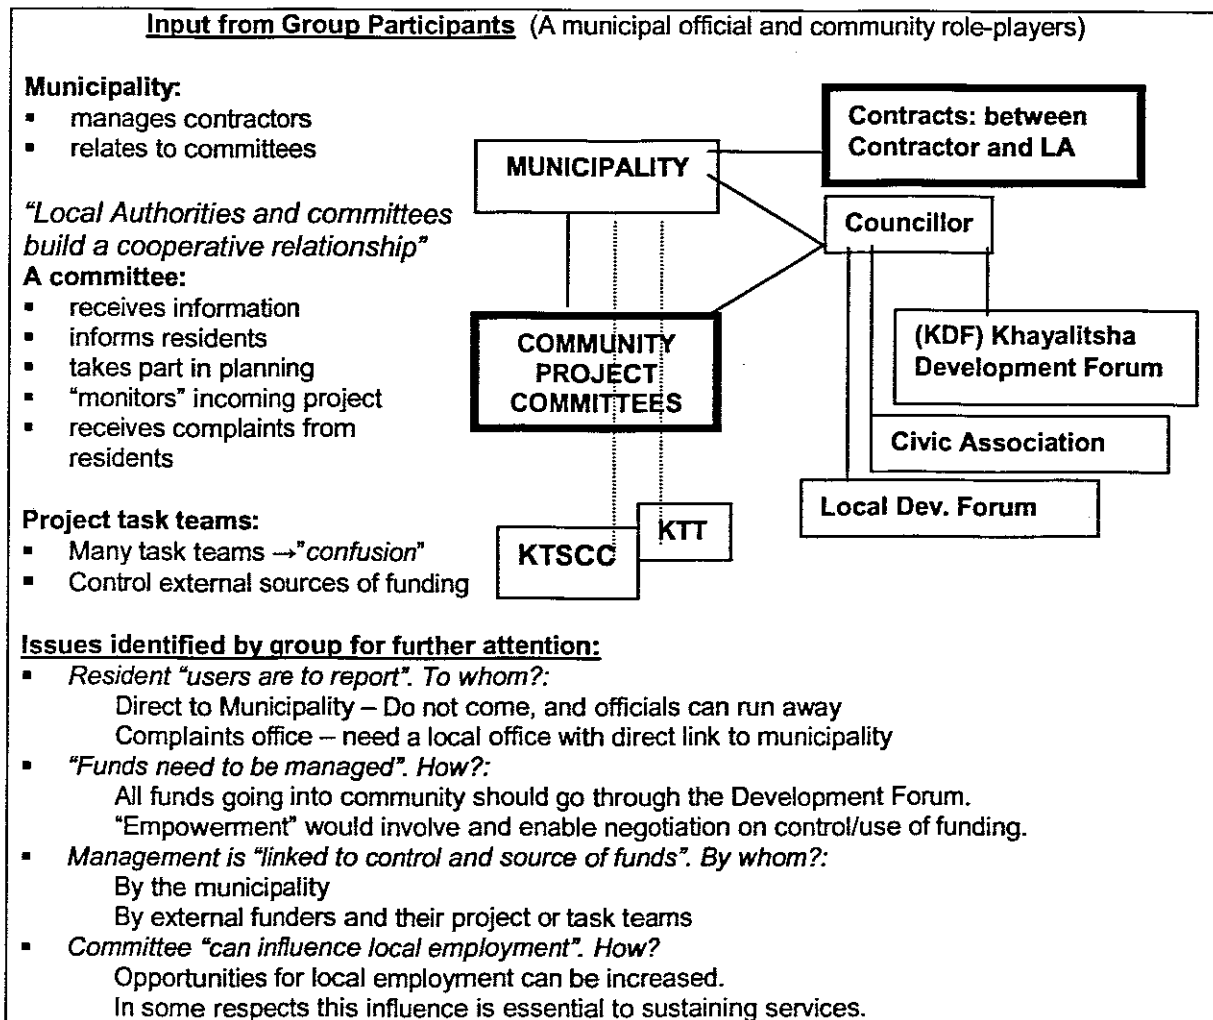 Input from Group Participants (A municipal official and community role-players)
Municipality:
▪ manages contractors
▪ relates to committees
"Local Authorities and committees
build a cooperative relationship"
A committee:
▪ receives information
▪ informs residents
▪ takes part in planning
▪ "monitors" incoming project
▪ receives complaints from
residents
Project task teams:
▪ Many task teams →"confusion"
▪ Control external sources of funding
MUNICIPALITY
Contracts: between
Contractor and LA
Councillor
COMMUNITY
PROJECT
COMMITTEES
(KDF) Khayalitsha
Development Forum
Civic Association
Local Dev. Forum
KTT
KTSCC
Issues identified by group for further attention:
▪ Resident "users are to report". To whom?:
Direct to Municipality – Do not come, and officials can run away
Complaints office – need a local office with direct link to municipality
▪ "Funds need to be managed". How?:
All funds going into community should go through the Development Forum.
"Empowerment" would involve and enable negotiation on control/use of funding.
▪ Management is "linked to control and source of funds". By whom?:
By the municipality
By external funders and their project or task teams
▪ Committee "can influence local employment". How?
Opportunities for local employment can be increased.
In some respects this influence is essential to sustaining services.